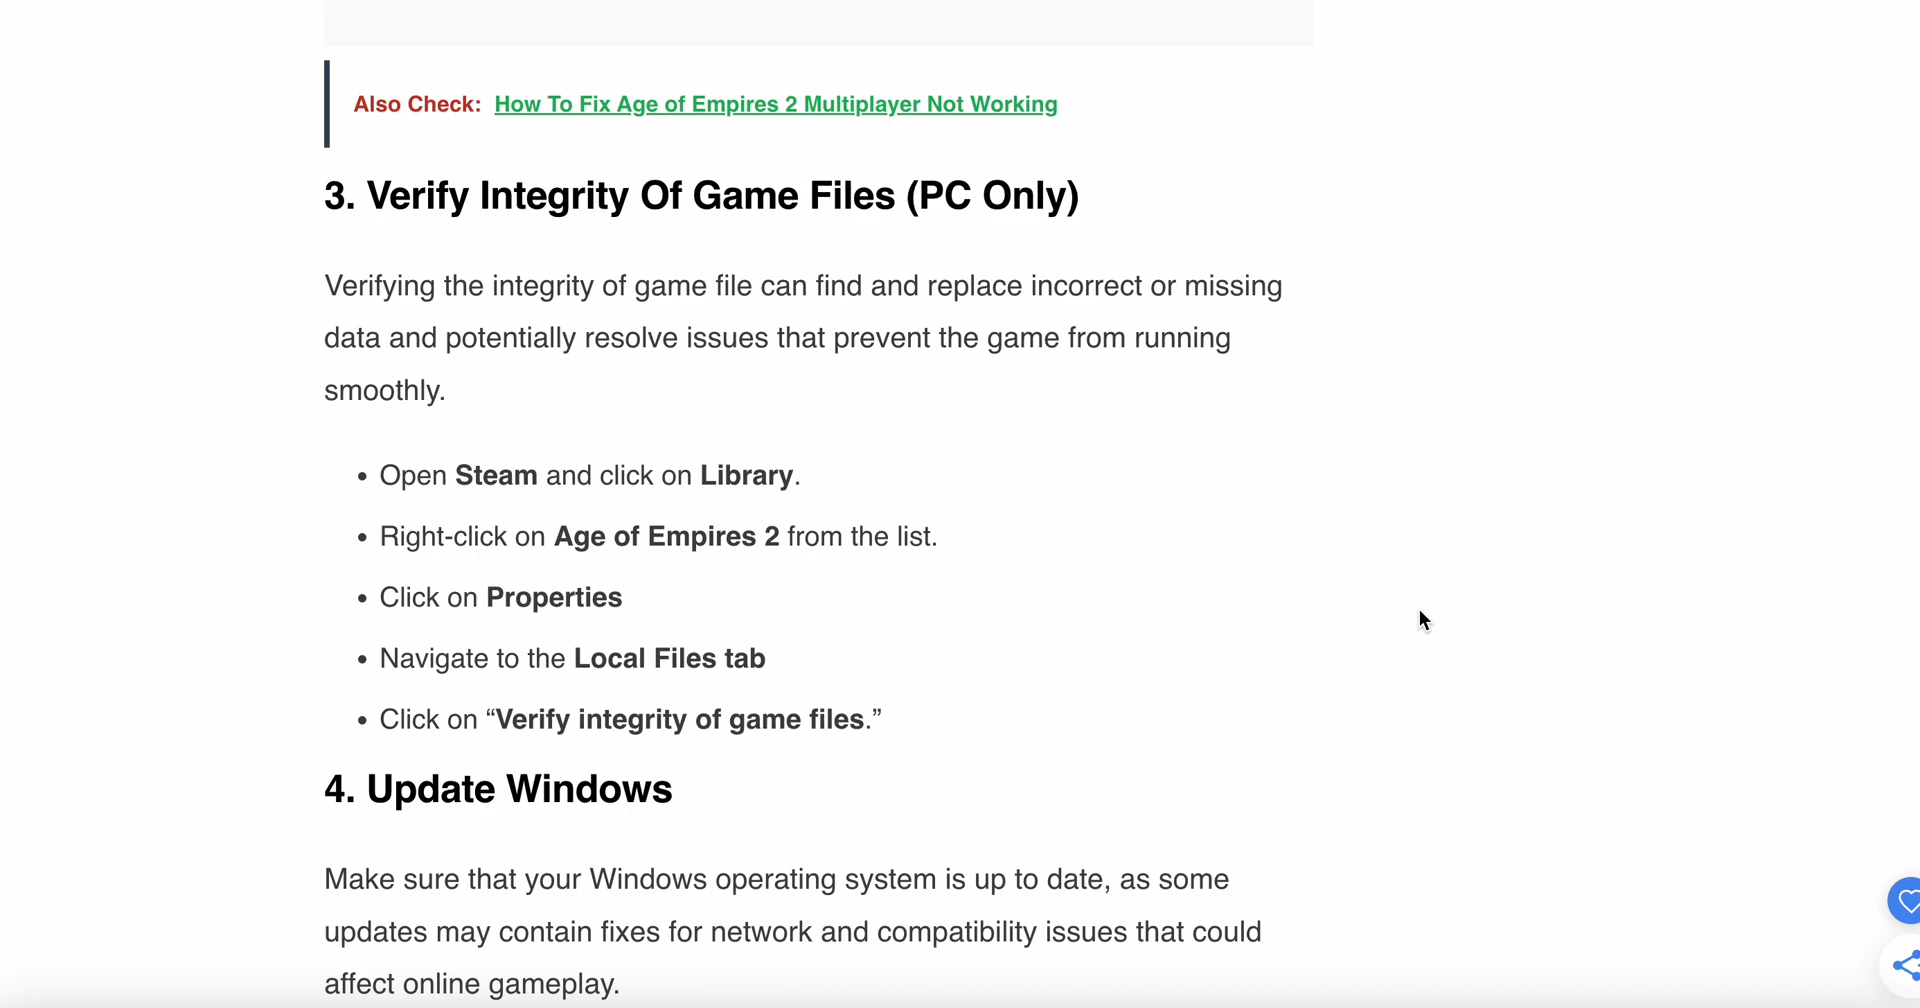 Also Check: How To Fix Age of Empires 2 Multiplayer Not Working
3. Verify Integrity Of Game Files (PC Only)
Verifying the integrity of game file can find and replace incorrect or missing
data and potentially resolve issues that prevent the game from running
smoothly.
• Open Steam and click on Library.
• Right-click on Age of Empires 2 from the list.
• Click on Properties
• Navigate to the Local Files tab
• Click on “Verify integrity of game files.”
4. Update Windows
Make sure that your Windows operating system is up to date, as some
updates may contain fixes for network and compatibility issues that could
affect online gameplay.